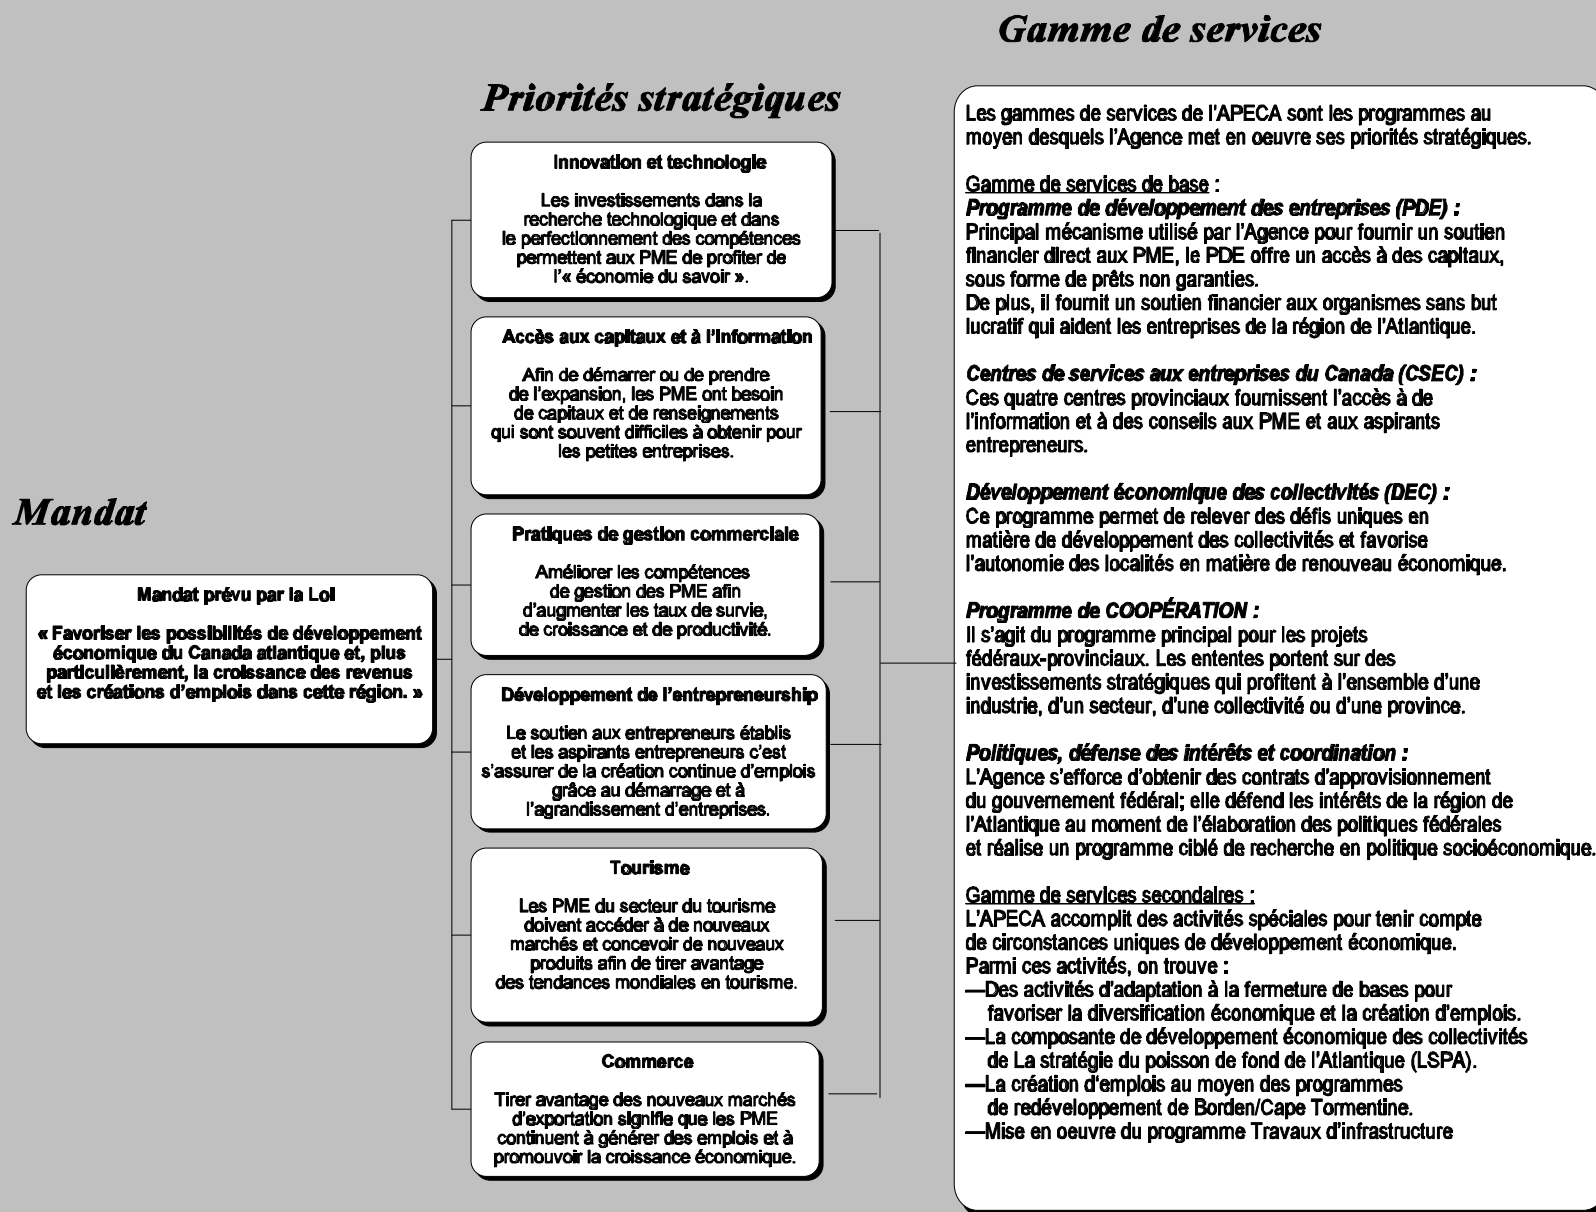 Mandat
Mandat prévu par la Loi
« Favoriser les possibilités de développement
économique du Canada atlantique et, plus
particulièrement, la croissance des revenus
et les créations d'emplois dans cette région. »
Priorités stratégiques
Innovation et technologie
Les investissements dans la
recherche technologique et dans
le perfectionnement des compétences
permettent aux PME de profiter de
l'« économie du savoir ».
Accès aux capitaux et à l'information
Afin de démarrer ou de prendre
de l'expansion, les PME ont besoin
de capitaux et de renseignements
qui sont souvent difficiles à obtenir pour
les petites entreprises.
Pratiques de gestion commerciale
Améliorer les compétences
de gestion des PME afin
d'augmenter les taux de survie,
de croissance et de productivité.
Développement de l'entrepreneurship
Le soutien aux entrepreneurs établis
et les aspirants entrepreneurs c'est
s'assurer de la création continue d'emplois
grâce au démarrage et à
l'agrandissement d'entreprises.
Tourisme
Les PME du secteur du tourisme
doivent accéder à de nouveaux
marchés et concevoir de nouveaux
produits afin de tirer avantage
des tendances mondiales en tourisme.
Commerce
Tirer avantage des nouveaux marchés
d'exportation signifie que les PME
continuent à générer des emplois et à
promouvoir la croissance économique.
Gamme de services
Les gammes de services de l'APECA sont les programmes au
moyen desquels l'Agence met en oeuvre ses priorités stratégiques.
Gamme de services de base :
Programme de développement des entreprises (PDE) :
Principal mécanisme utilisé par l'Agence pour fournir un soutien
financier direct aux PME, le PDE offre un accès à des capitaux,
sous forme de prêts non garanties.
De plus, il fournit un soutien financier aux organismes sans but
lucratif qui aident les entreprises de la région de l'Atlantique.
Centres de services aux entreprises du Canada (CSEC) :
Ces quatre centres provinciaux fournissent l'accès à de
l'information et à des conseils aux PME et aux aspirants
entrepreneurs.
Développement économique des collectivités (DEC) :
Ce programme permet de relever des défis uniques en
matière de développement des collectivités et favorise
l'autonomie des localités en matière de renouveau économique.
Programme de COOPÉRATION :
Il s'agit du programme principal pour les projets
fédéraux-provinciaux. Les ententes portent sur des
investissements stratégiques qui profitent à l'ensemble d'une
industrie, d'un secteur, d'une collectivité ou d'une province.
Politiques, défense des intérêts et coordination :
L'Agence s'efforce d'obtenir des contrats d'approvisionnement
du gouvernement fédéral; elle défend les intérêts de la région de
l'Atlantique au moment de l'élaboration des politiques fédérales
et réalise un programme ciblé de recherche en politique socioéconomique.
Gamme de services secondaires :
L'APECA accomplit des activités spéciales pour tenir compte
de circonstances uniques de développement économique.
Parmi ces activités, on trouve :
—Des activités d'adaptation à la fermeture de bases pour
favoriser la diversification économique et la création d'emplois.
—La composante de développement économique des collectivités
de La stratégie du poisson de fond de l'Atlantique (LSPA).
—La création d'emplois au moyen des programmes
de redéveloppement de Borden/Cape Tormentine.
—Mise en oeuvre du programme Travaux d'infrastructure